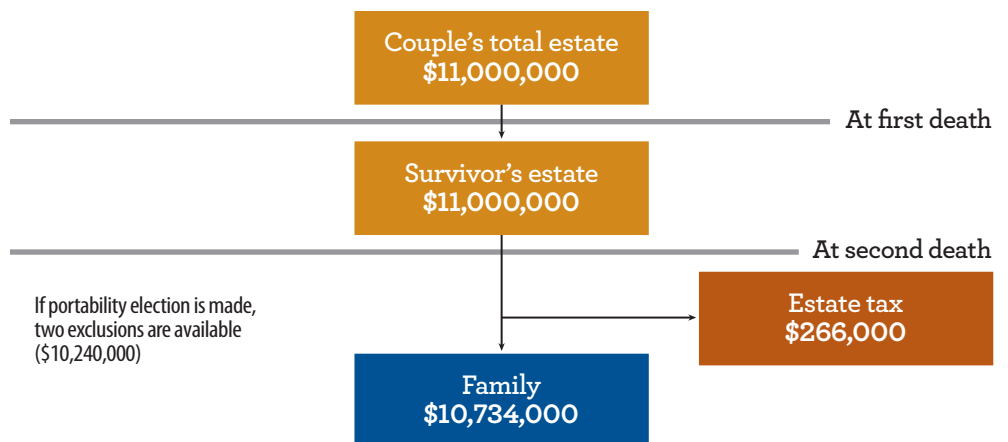 Couple’s total estate
$11,000,000
At first death
Survivor’s estate
$11,000,000
At second death
If portability election is made,
two exclusions are available
($10,240,000)
Estate tax
$266,000
Family
$10,734,000